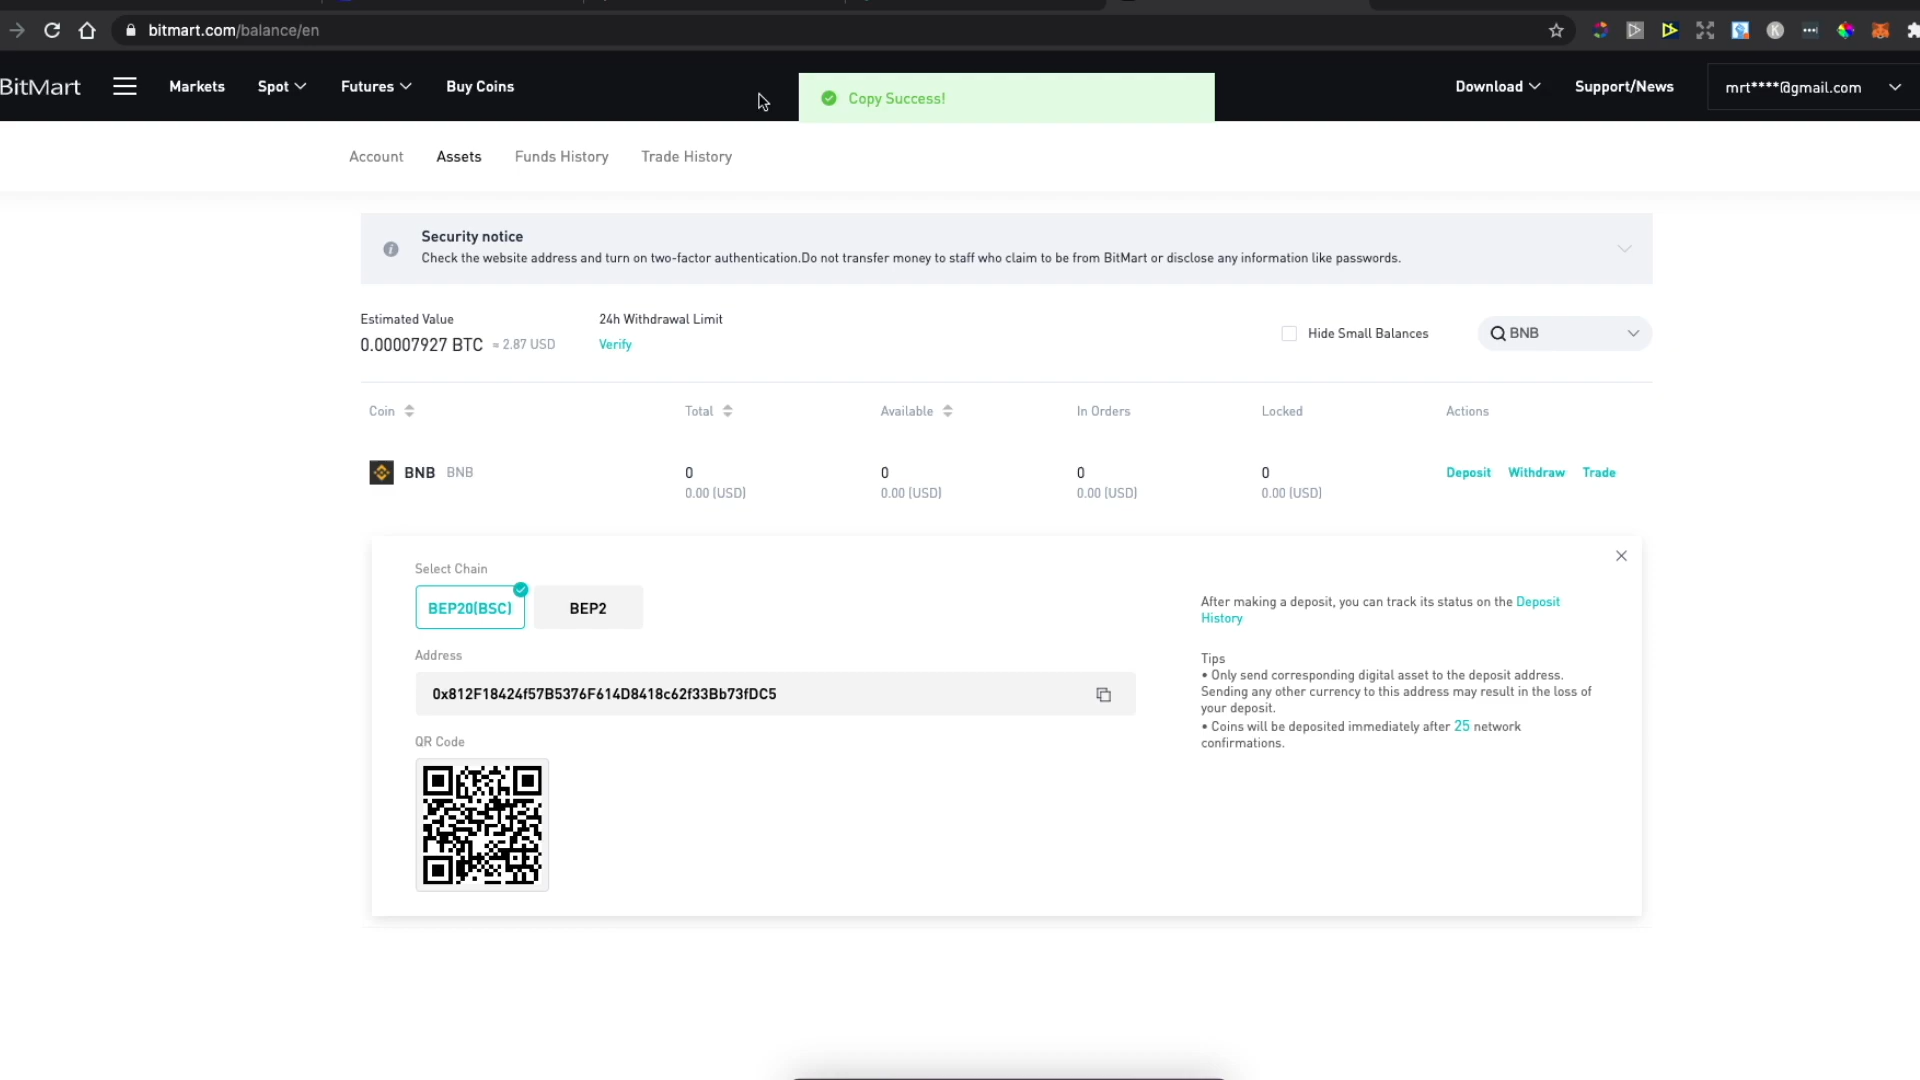 bitmart.com/balance/en
BitMart
Markets
Spot
Futures
Buy Coins
Copy Success!
Download
Support/News
mrt****@gmail.com
Account
Assets
Funds History
Trade History
Security notice
Check the website address and turn on two-factor authentication.Do not transfer money to staff who claim to be from BitMart or disclose any information like passwords.
Estimated Value
24h Withdrawal Limit
0.00007927 BTC ≈ 2.87 USD
Verify
Hide Small Balances
BNB
Coin
Total
Available
In Orders
Locked
Actions
BNB BNB
0
0
0
0
Deposit
Withdraw
Trade
0.00 (USD)
0.00 (USD)
0.00 (USD)
0.00 (USD)
Select Chain
BEP20(BSC)
BEP2
Address
0x812F18424f57B5376F614D8418c62f33Bb73fDC5
QR Code
After making a deposit, you can track its status on the Deposit
History
Tips
• Only send corresponding digital asset to the deposit address.
Sending any other currency to this address may result in the loss of
your deposit.
• Coins will be deposited immediately after 25 network
confirmations.